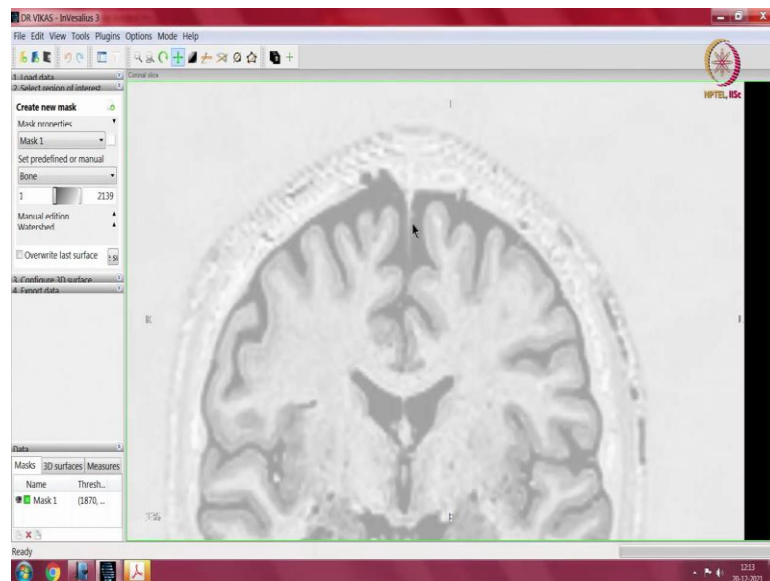 DR VIKAS - InVesalius 3
File Edit View Tools Plugins Options Mode Help
1. Load data
Coronal slice
2. Select region of interest
NPTEL, IISc
Create new mask
Mask properties
Mask 1
Set predefined or manual
Bone
1 2139
Manual edition
Watershed
Overwrite last surface
3. Configure 3D surface
4. Export data
Data
Masks 3D surfaces Measures
Name Thresh..
Mask 1 (1870, ..
Ready
12:13
20-12-2021